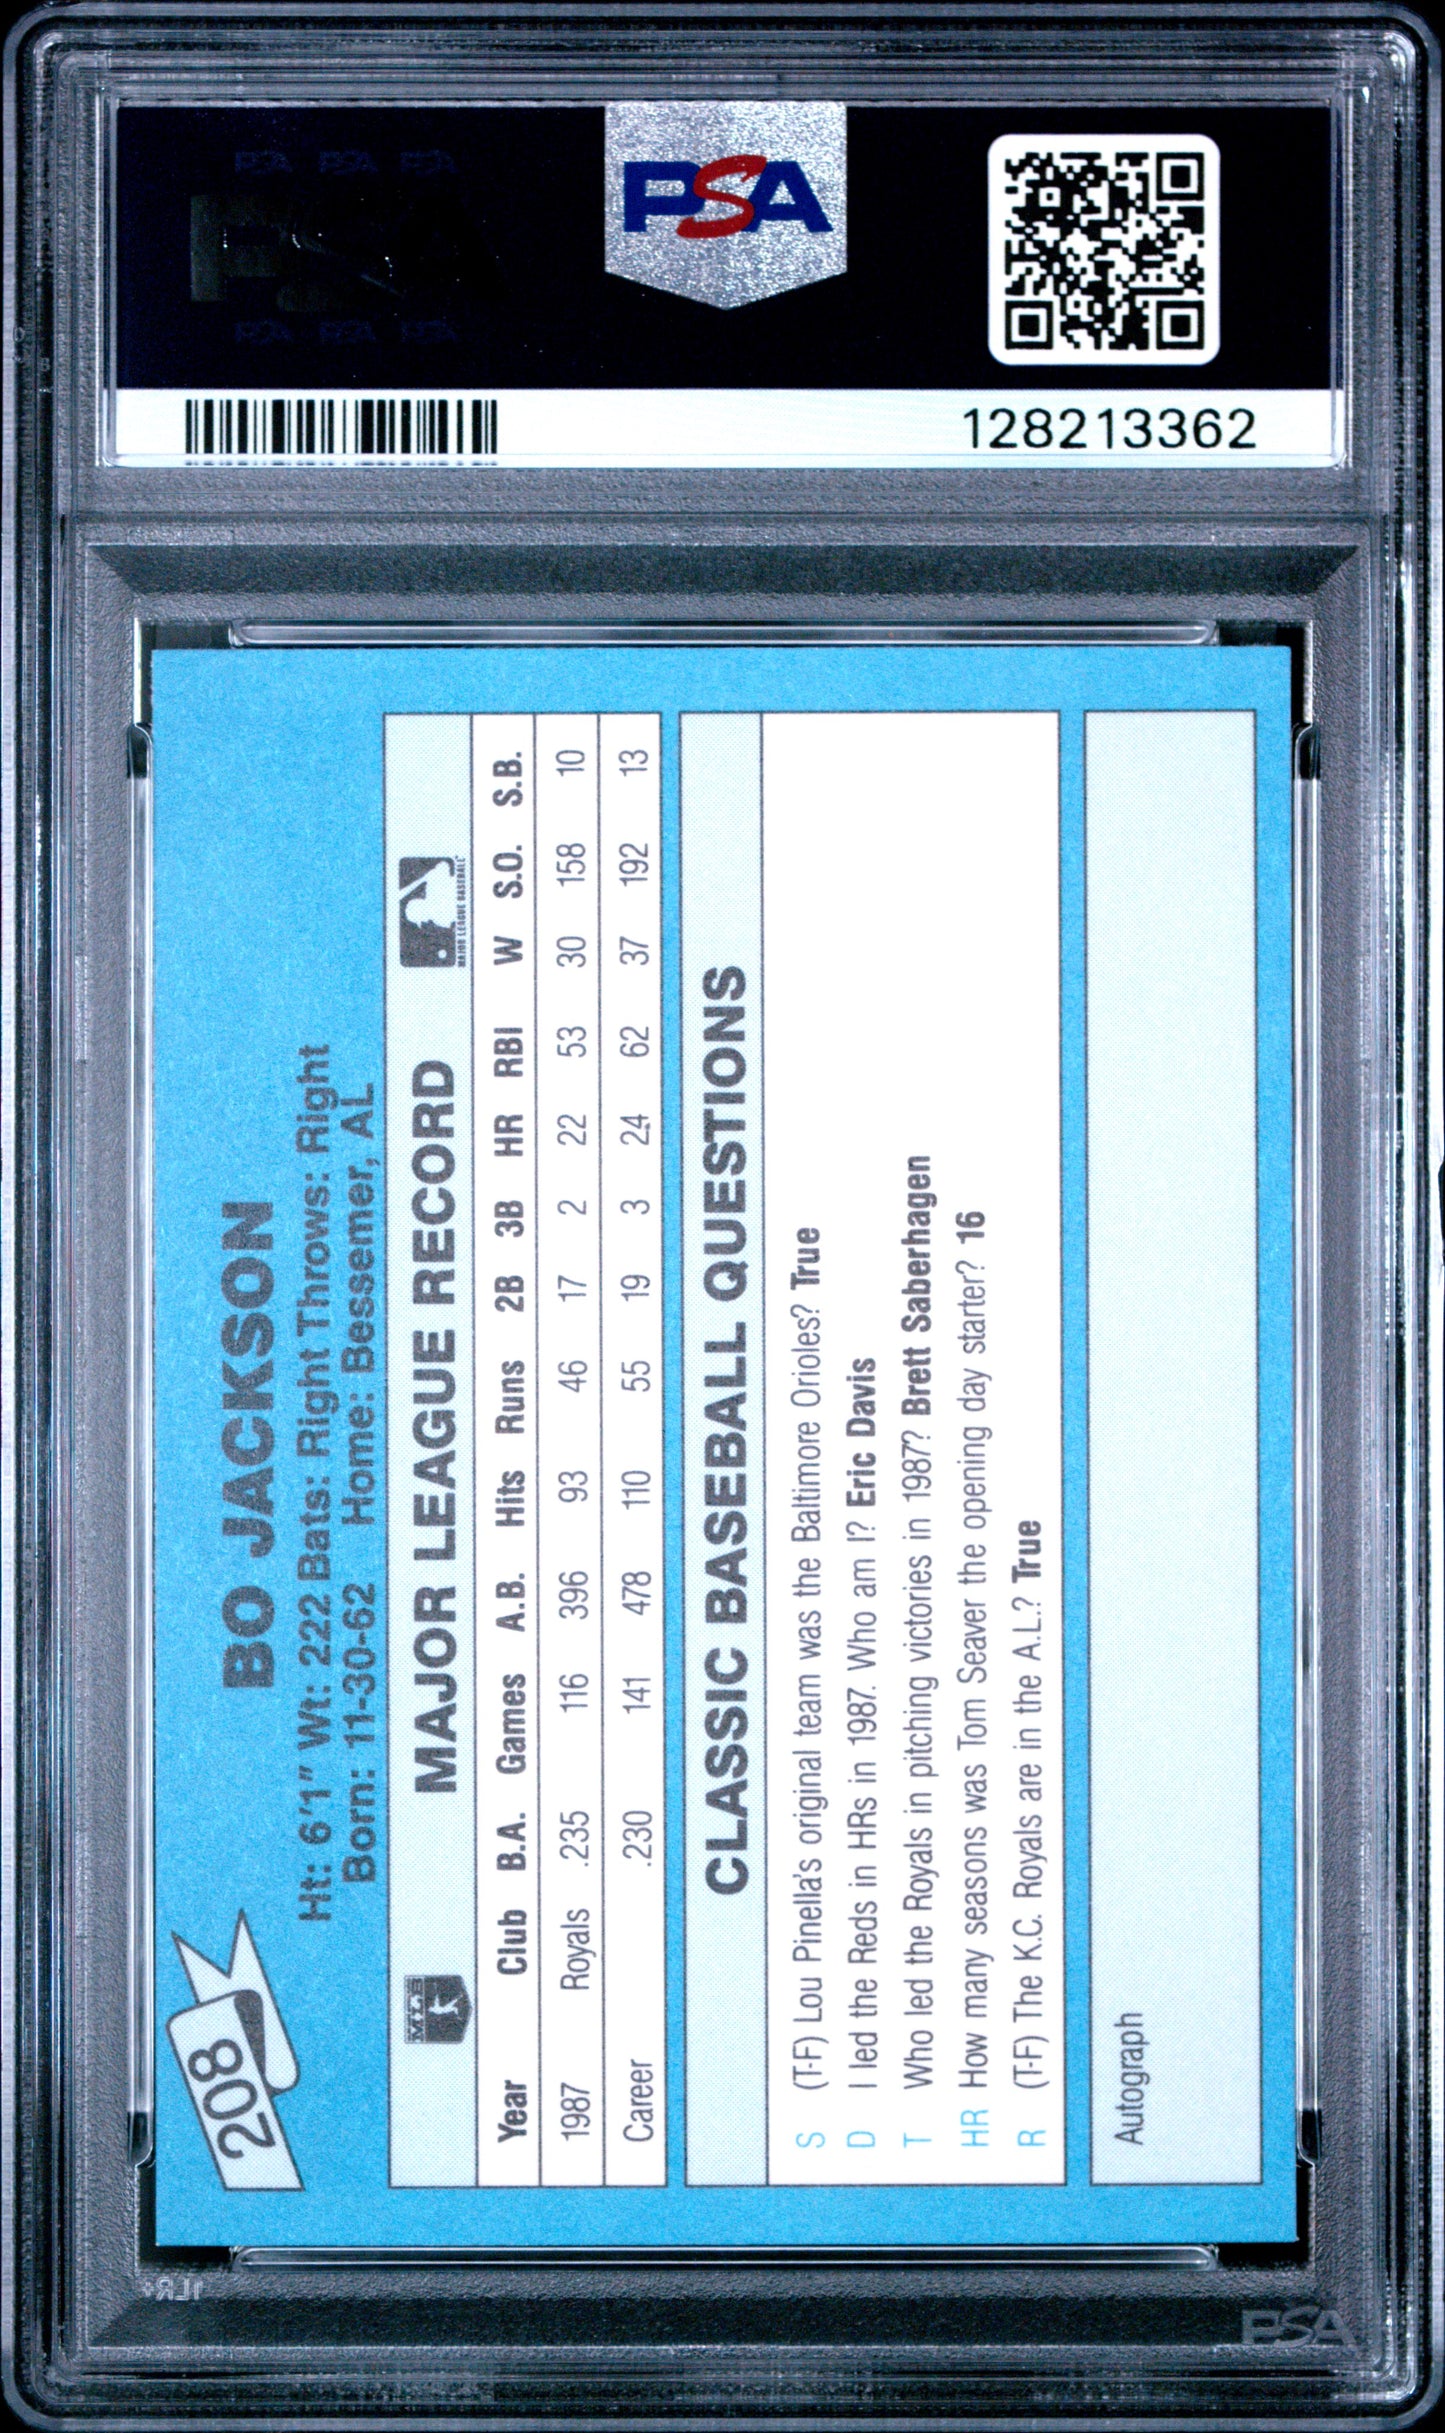 PSA
128213362
208
BO JACKSON
Ht: 6'1" Wt: 222 Bats: Right Throws: Right
Born: 11-30-62 Home: Bessemer, AL
MLB
MAJOR LEAGUE RECORD
MAJOR LEAGUE BASEBALL
Year Club B.A. Games A.B. Hits Runs 2B 3B HR RBI W S.O. S.B.
1987 Royals .235 116 396 93 46 17 2 22 53 30 158 10
Career .230 141 478 110 55 19 3 24 62 37 192 13
CLASSIC BASEBALL QUESTIONS
S (T-F) Lou Pinella's original team was the Baltimore Orioles? True
D I led the Reds in HRs in 1987. Who am I? Eric Davis
T Who led the Royals in pitching victories in 1987? Brett Saberhagen
HR How many seasons was Tom Seaver the opening day starter? 16
R (T-F) The K.C. Royals are in the A.L.? True
Autograph
PSA